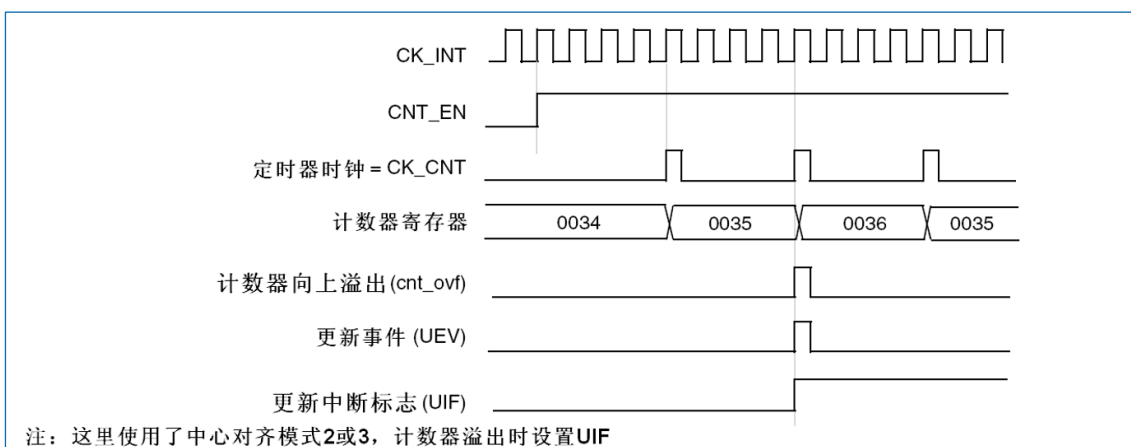 CK_INT
CNT_EN
定时器时钟 = CK_CNT
计数器寄存器 0034 0035 0036 0035
计数器向上溢出(cnt_ovf)
更新事件 (UEV)
更新中断标志 (UIF)
注：这里使用了中心对齐模式2或3，计数器溢出时设置UIF